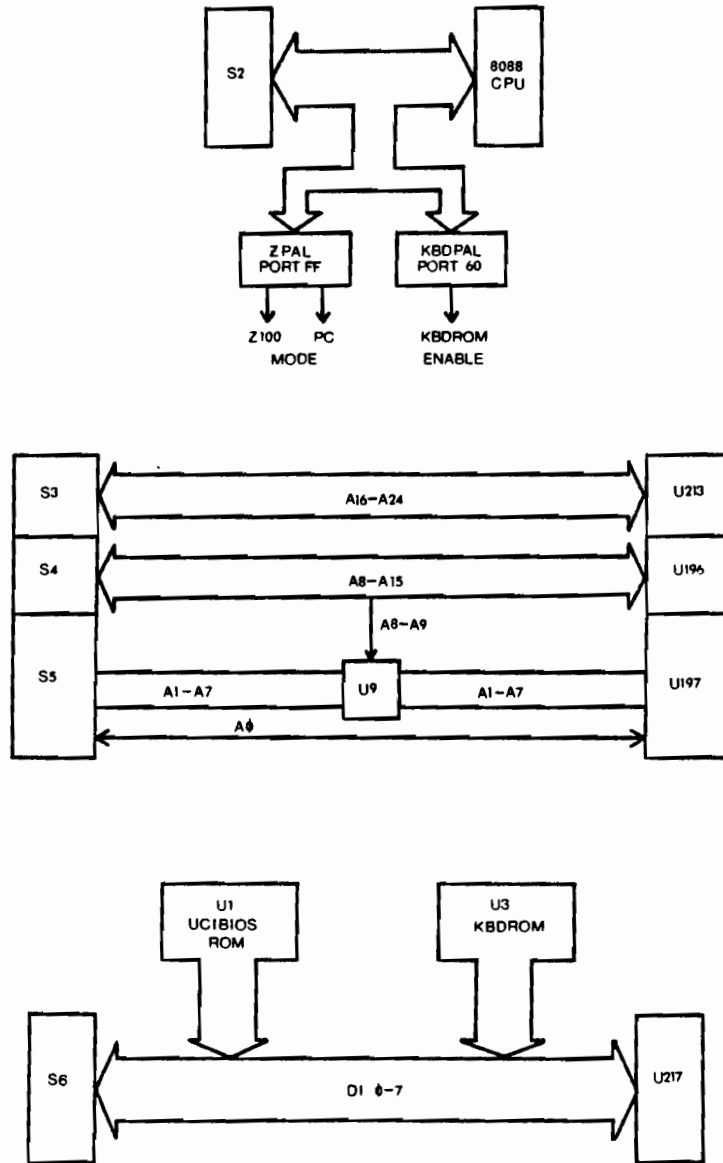 S2
8088
CPU
ZPAL
PORT FF
KBDPAL
PORT 60
Z100 PC
MODE
KBDROM
ENABLE
S3
A16-A24
U213
S4
A8-A15
U196
A8-A9
S5
A1-A7
U9
A1-A7
U197
Aϕ
U1
UCIBIOS
ROM
U3
KBDROM
S6
DI ϕ-7
U217